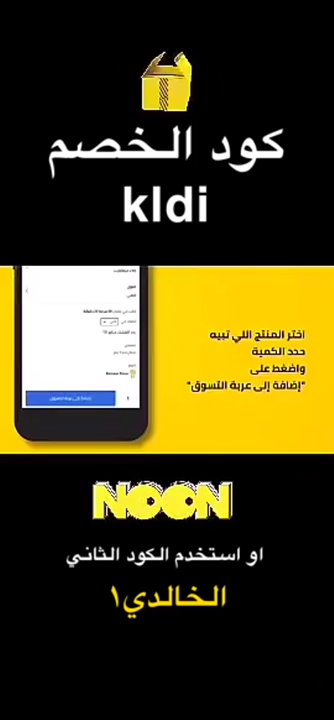 كود الخصم
kldi
اختر المنتج اللي تبيه
حدد الكمية
واضغط على
"إضافة إلى عربة التسوق"
NOON
او استخدم الكود الثاني
الخالدي١